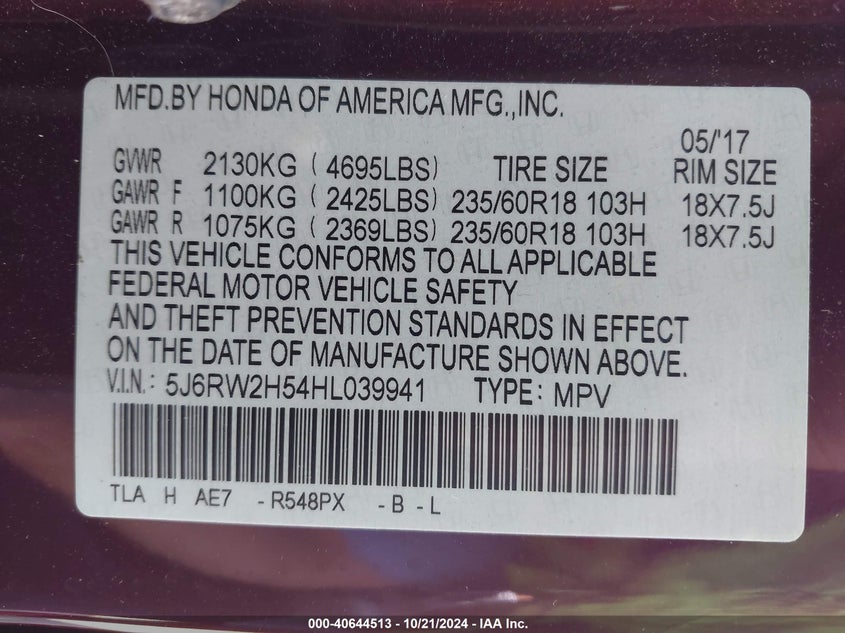 MFD.BY HONDA OF AMERICA MFG.,INC.
05/'17
GVWR 2130KG ( 4695LBS) TIRE SIZE RIM SIZE
GAWR F 1100KG ( 2425LBS) 235/60R18 103H 18X7.5J
GAWR R 1075KG ( 2369LBS) 235/60R18 103H 18X7.5J
THIS VEHICLE CONFORMS TO ALL APPLICABLE
FEDERAL MOTOR VEHICLE SAFETY
AND THEFT PREVENTION STANDARDS IN EFFECT
ON THE DATE OF MANUFACTURE SHOWN ABOVE.
V.I.N.: 5J6RW2H54HL039941 TYPE: MPV
TLA H AE7 - R548PX - B - L
000-40644513 - 10/21/2024 - IAA Inc.